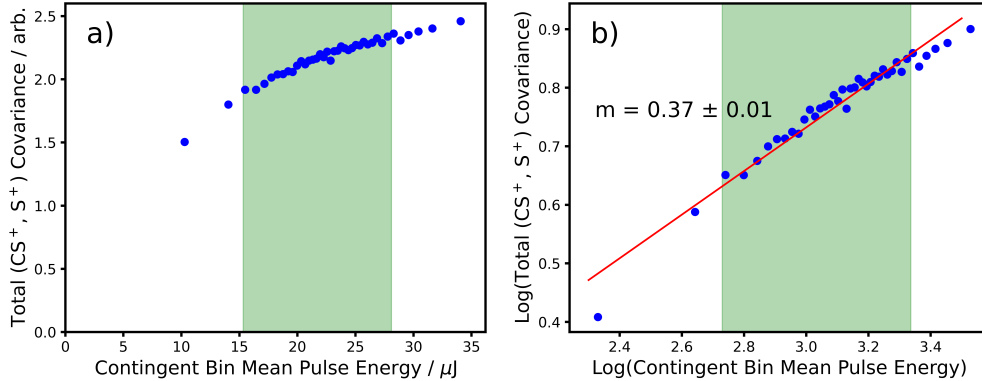 a)
Total (CS⁺, S⁺) Covariance / arb.
2.5
2.0
1.5
1.0
0.5
0.0
0 5 10 15 20 25 30 35
Contingent Bin Mean Pulse Energy / μJ
b)
m = 0.37 ± 0.01
Log(Total (CS⁺, S⁺) Covariance)
0.9
0.8
0.7
0.6
0.5
0.4
2.4 2.6 2.8 3.0 3.2 3.4
Log(Contingent Bin Mean Pulse Energy)